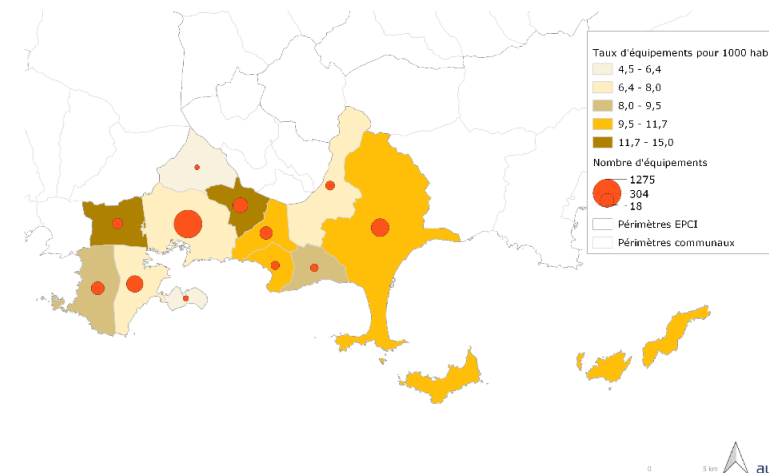 Taux d'équipements pour 1000 hab
4,5 - 6,4
6,4 - 8,0
8,0 - 9,5
9,5 - 11,7
11,7 - 15,0
Nombre d'équipements
1275
304
18
Périmètres EPCI
Périmètres communaux
0 5 km
au